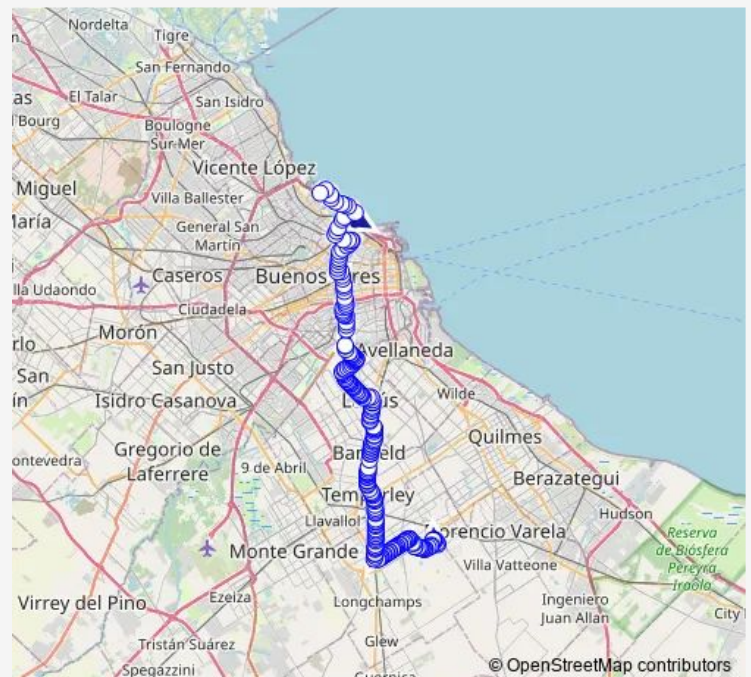 Nordelta
Tigre
San Fernando
El Talar
San Isidro
Boulogne
Sur-Mer
Vicente López
Miguel
Villa Ballester
General San
Martín
Caseros
Buenos
Ciudadela
Morón
San Justo
Avellaneda
San
Isidro Casanova
Wilde
Quilmes
Gregorio de
Laferrere
9 de Abril
Berazategui
Temperley
Llavallol
Hudson
Monte Grande
Villa Vatteone
Reserva
de Biósfera
Pereyra
Iraola
Virrey del Pino
Ezeiza
Longchamps
Ingeniero
Juan Allan
City
Tristán Suárez
Glew
Spegazzini
© OpenStreetMap contributors